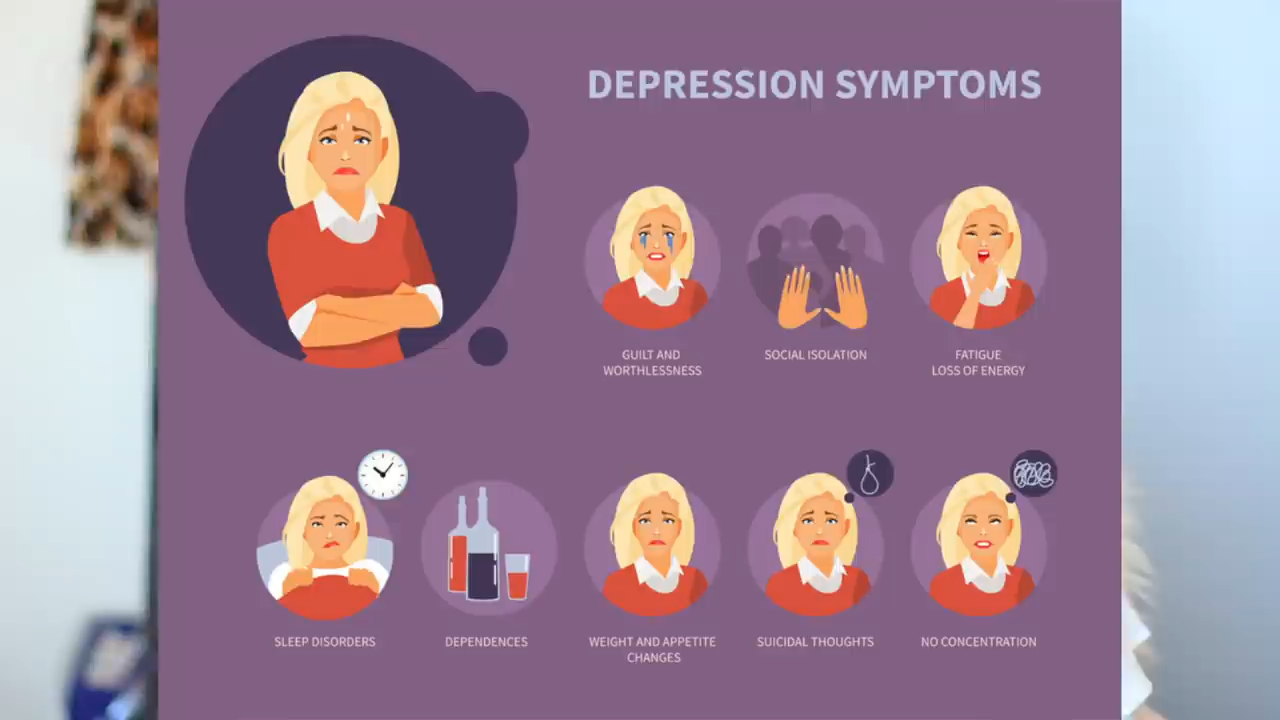 DEPRESSION SYMPTOMS
GUILT AND
WORTHLESSNESS
SOCIAL ISOLATION
FATIGUE
LOSS OF ENERGY
SLEEP DISORDERS
DEPENDENCES
WEIGHT AND APPETITE
CHANGES
SUICIDAL THOUGHTS
NO CONCENTRATION